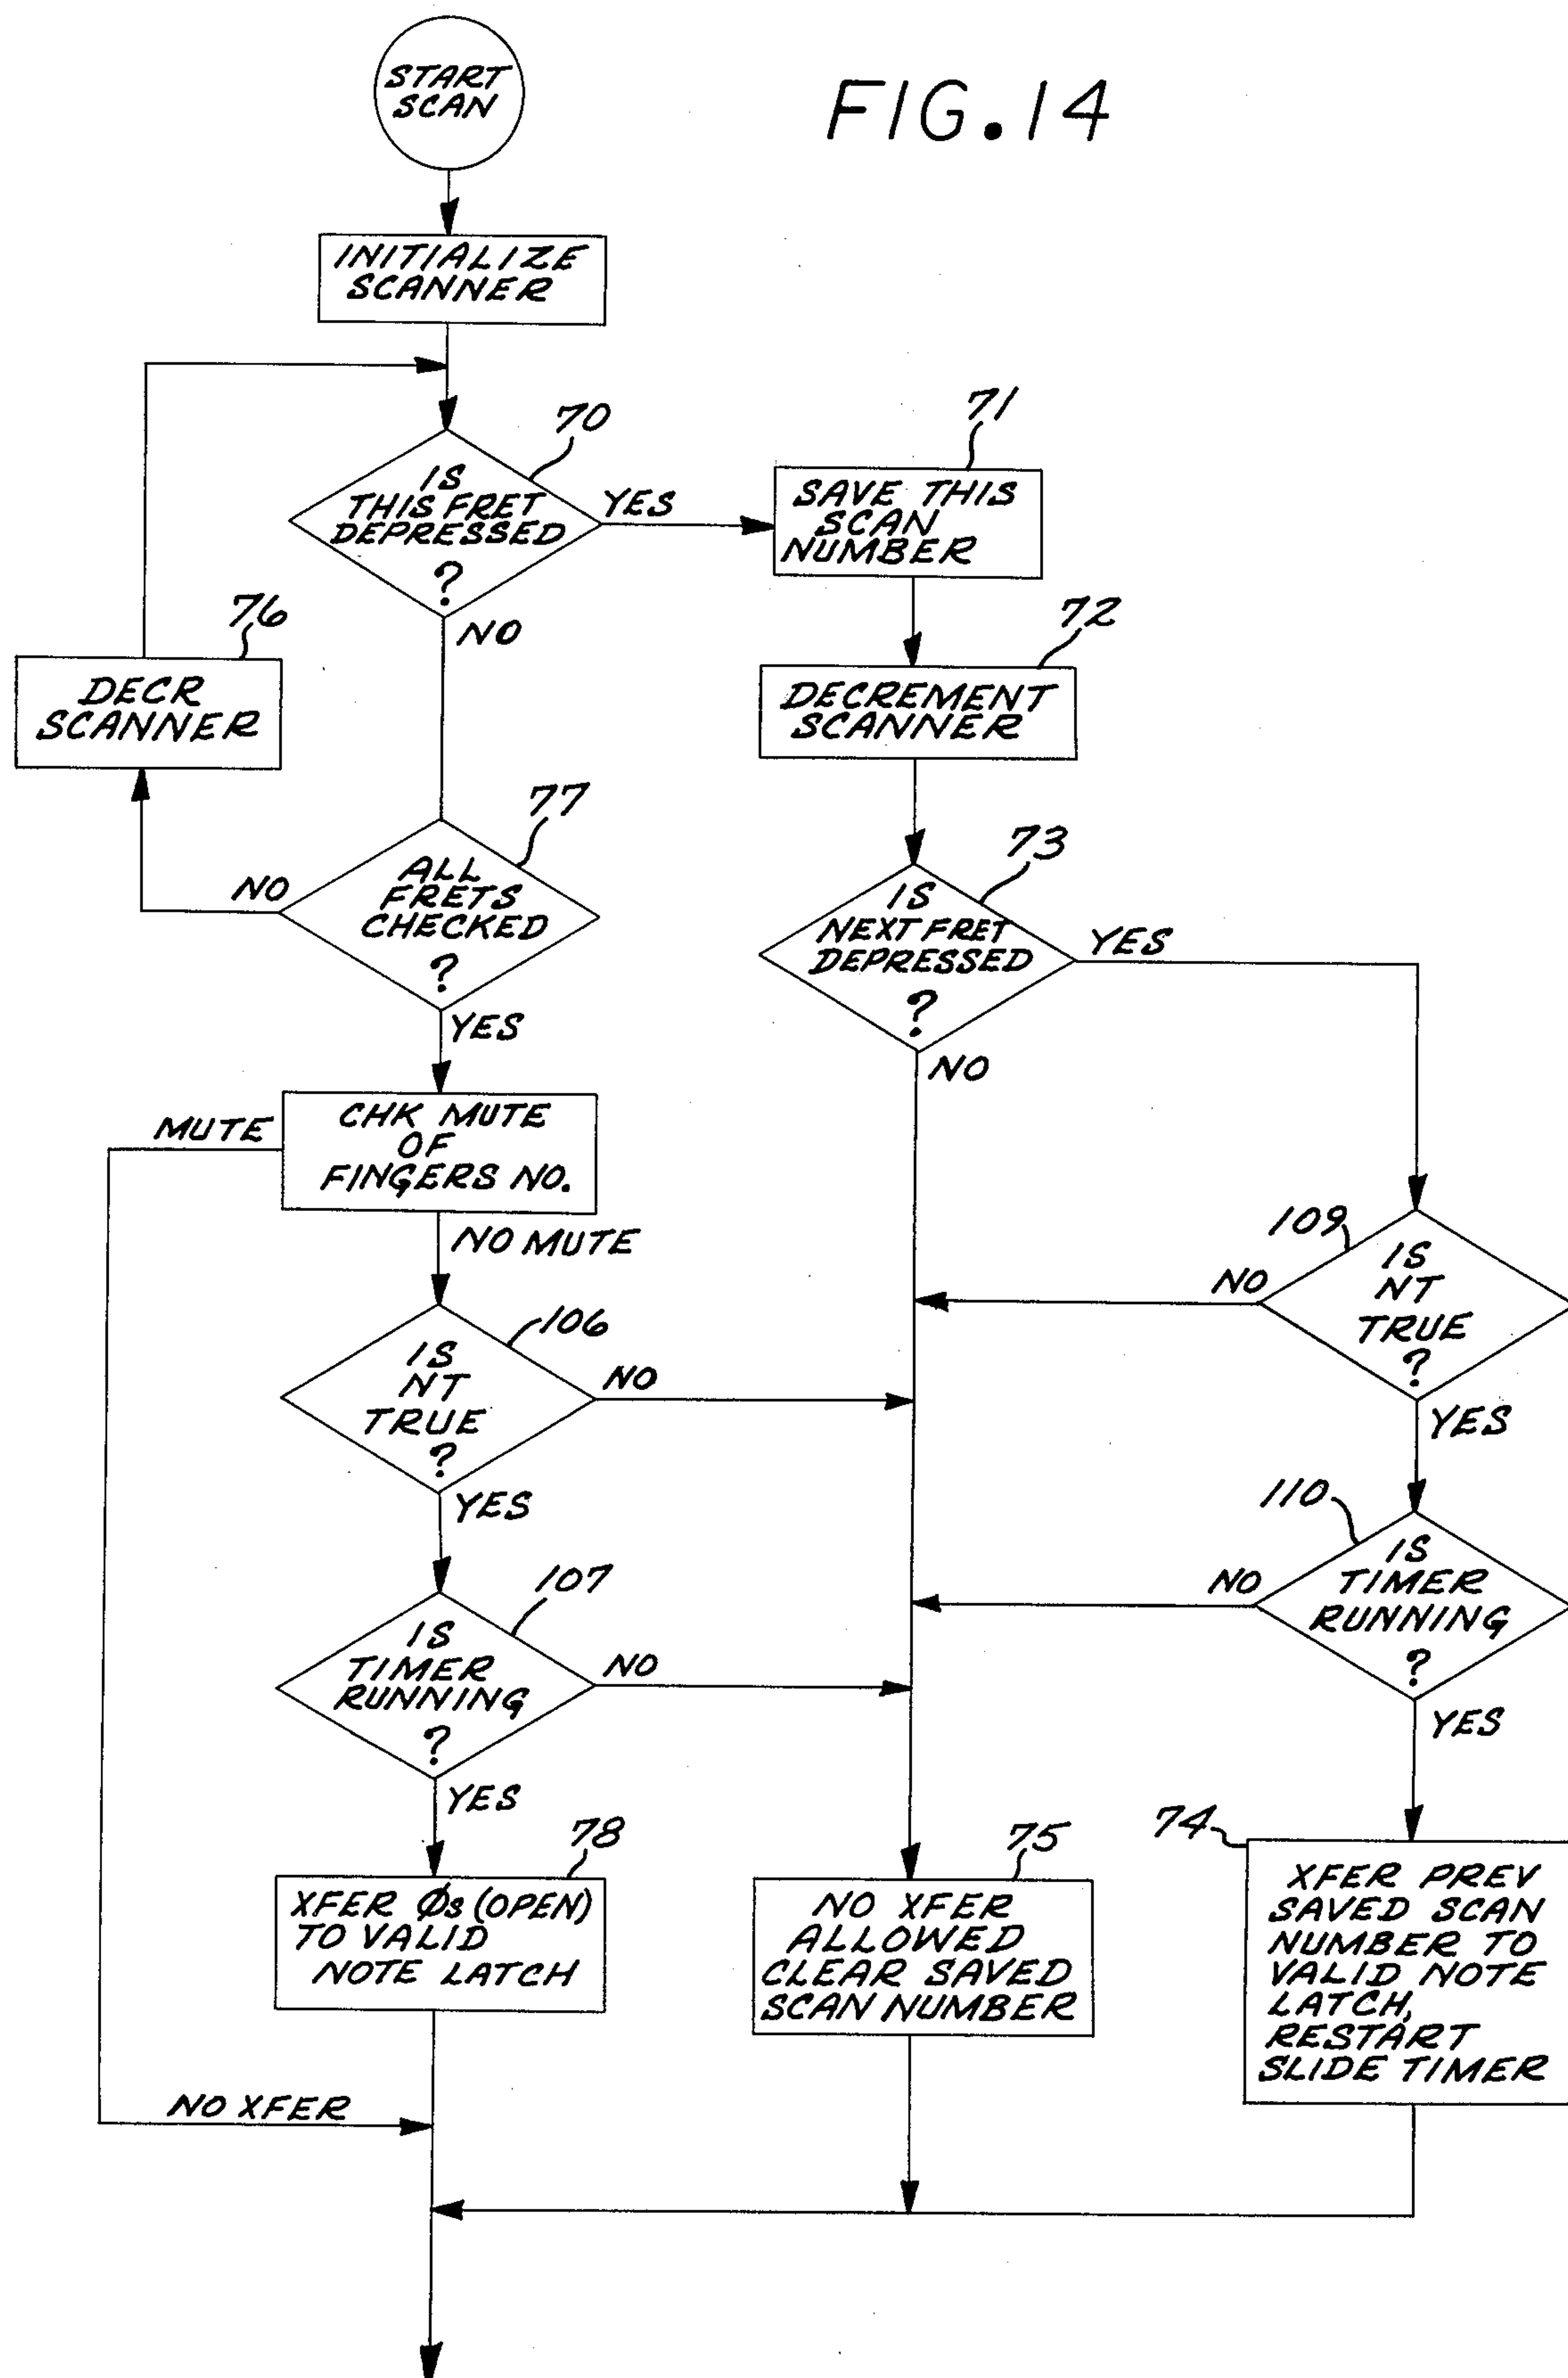 FIG. 14
START
SCAN
INITIALIZE
SCANNER
70
IS
THIS FRET
DEPRESSED
?
YES
NO
71
SAVE THIS
SCAN
NUMBER
76
DECR
SCANNER
72
DECREMENT
SCANNER
77
ALL
FRETS
CHECKED
?
NO
YES
73
IS
NEXT FRET
DEPRESSED
?
YES
NO
MUTE
CHK MUTE
OF
FINGERS NO.
NO MUTE
109
IS
NT
TRUE
?
NO
YES
106
IS
NT
TRUE
?
NO
YES
110
IS
TIMER
RUNNING
?
NO
YES
107
IS
TIMER
RUNNING
?
NO
YES
78
XFER Øs (OPEN)
TO VALID
NOTE LATCH
75
NO XFER
ALLOWED
CLEAR SAVED
SCAN NUMBER
74
XFER PREV
SAVED SCAN
NUMBER TO
VALID NOTE
LATCH,
RESTART
SLIDE TIMER
NO XFER